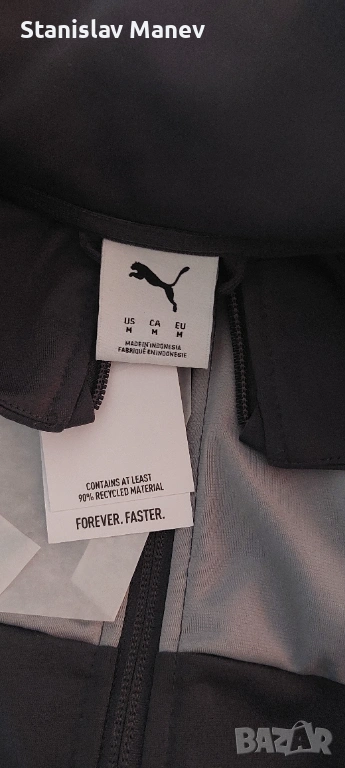 Stanislav Manev
US CA EU
M M M
MADE IN INDONESIA
FABRIQUÉ EN INDONÉSIE
CONTAINS AT LEAST
90% RECYCLED MATERIAL
FOREVER. FASTER.
BAZAR